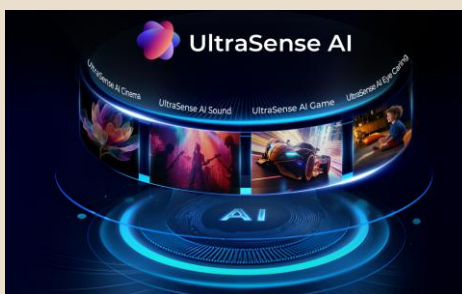 UltraSense AI
UltraSense AI Cinema
UltraSense AI Sound
UltraSense AI Game
UltraSense AI Eye Caring
AI